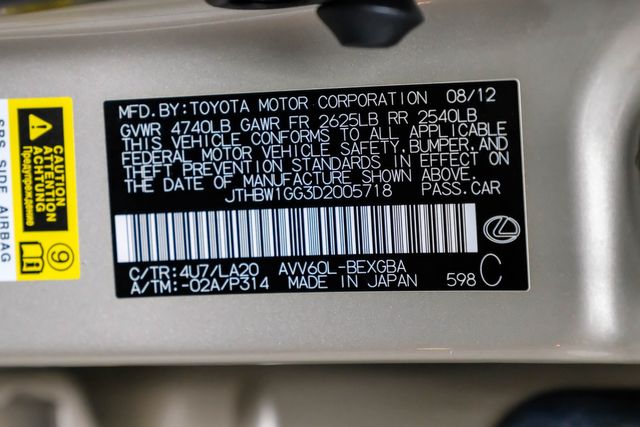 MFD.BY:TOYOTA MOTOR CORPORATION 08/12
GVWR 4740LB GAWR FR 2625LB RR 2540LB
THIS VEHICLE CONFORMS TO ALL APPLICABLE
FEDERAL MOTOR VEHICLE SAFETY,BUMPER,AND
THEFT PREVENTION STANDARDS IN EFFECT ON
THE DATE OF MANUFACTURE SHOWN ABOVE.
JTHBW1GG3D2005718 PASS.CAR
C/TR:4U7/LA20 AVV60L-BEXGBA
A/TM:-02A/P314 MADE IN JAPAN 598 C
SRS SIDE AIRBAG
CAUTION
ATTENTION
ACHTUNG
Предупреждение
9